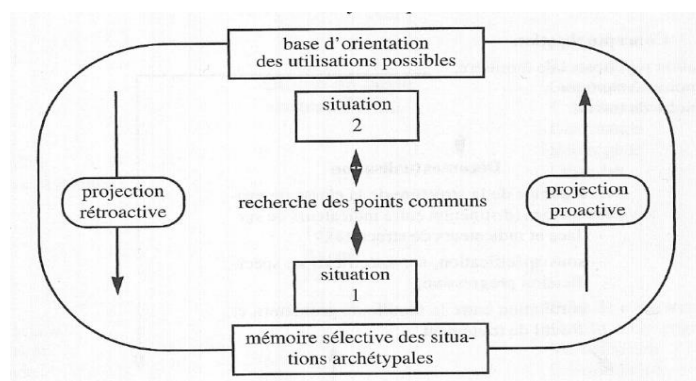 base d'orientation
des utilisations possibles
situation
2
projection
rétroactive
recherche des points communs
projection
proactive
situation
1
mémoire sélective des situa-
tions archétypales